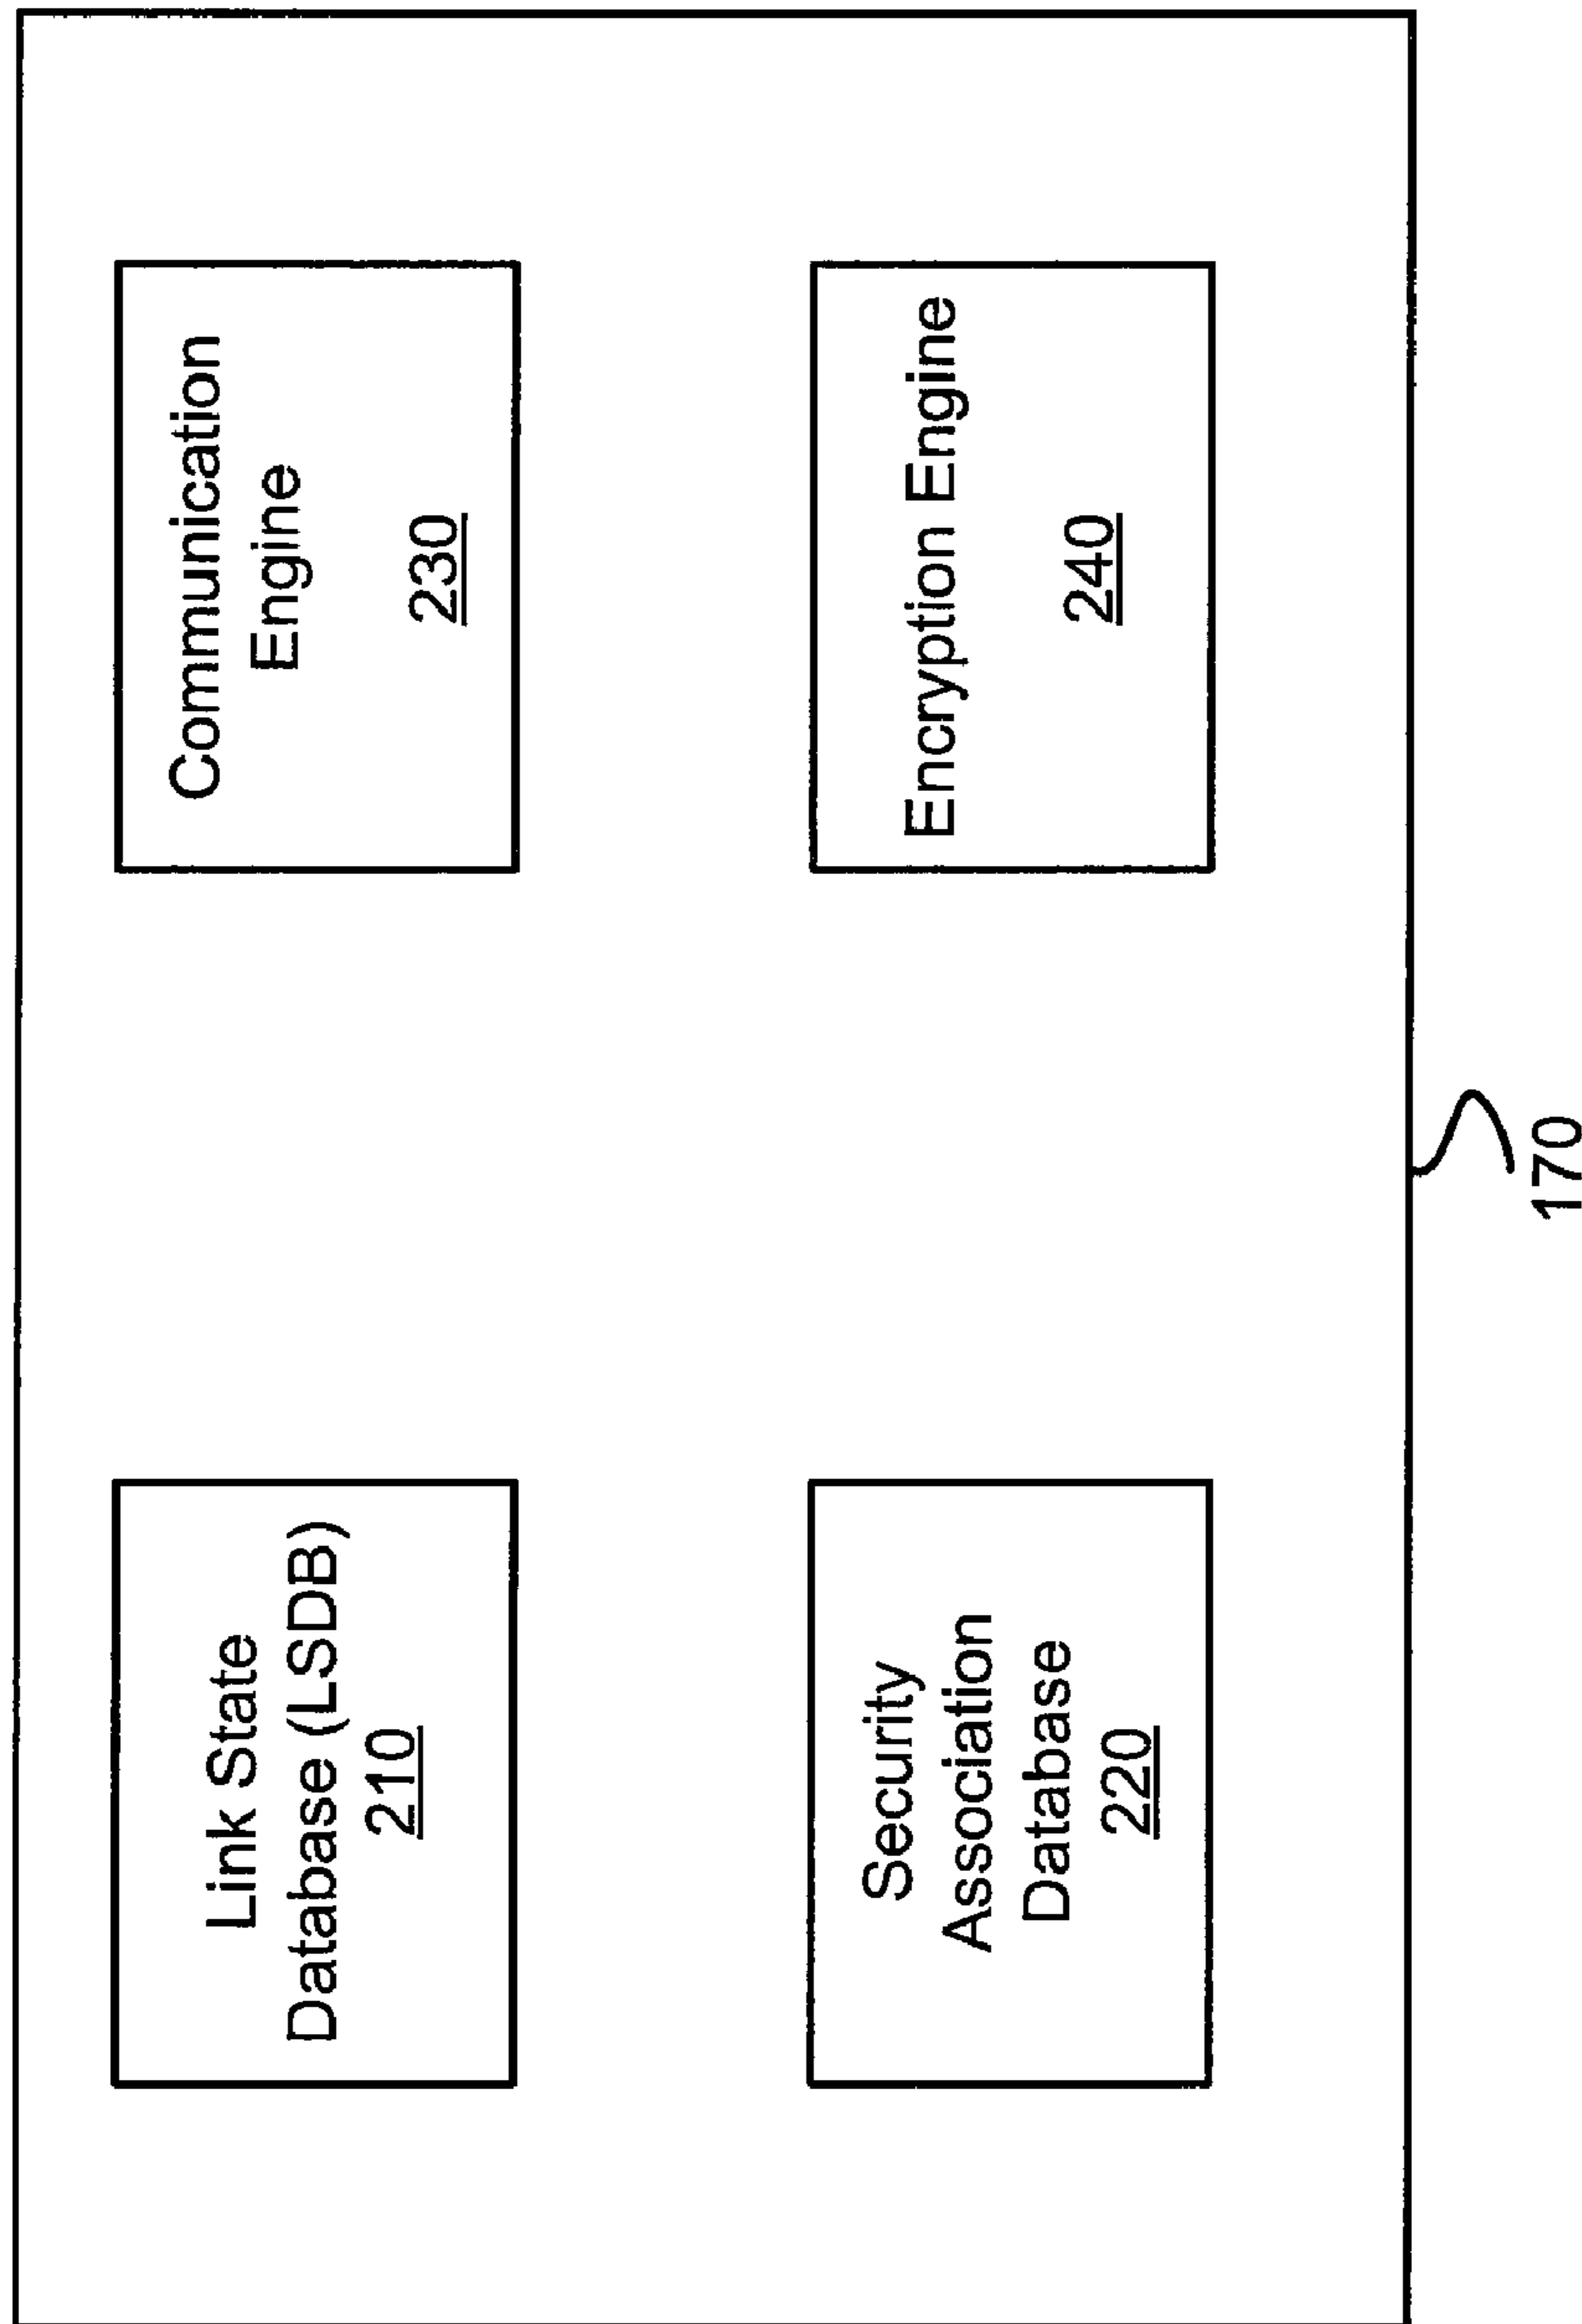 Link State
Database (LSDB)
210
Communication
Engine
230
Security
Association
Database
220
Encryption Engine
240
170